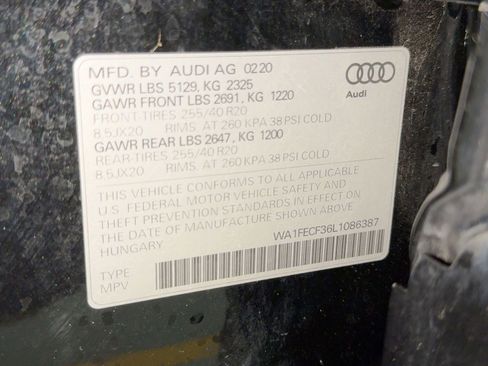 MFD. BY AUDI AG 02 20
GVWR LBS 5129, KG 2325
GAWR FRONT LBS 2691, KG 1220
FRONT-TIRES 255/40 R20
8.5JX20 RIMS. AT 260 KPA 38 PSI COLD
GAWR REAR LBS 2647, KG 1200
REAR-TIRES 255/40 R20
8.5JX20 RIMS. AT 260 KPA 38 PSI COLD
THIS VEHICLE CONFORMS TO ALL APPLICABLE
U.S. FEDERAL MOTOR VEHICLE SAFETY AND
THEFT PREVENTION STANDARDS IN EFFECT ON
THE DATE OF MANUFACTURE SHOWN ABOVE
HUNGARY
WA1FECF36L1086387
TYPE
MPV
Audi